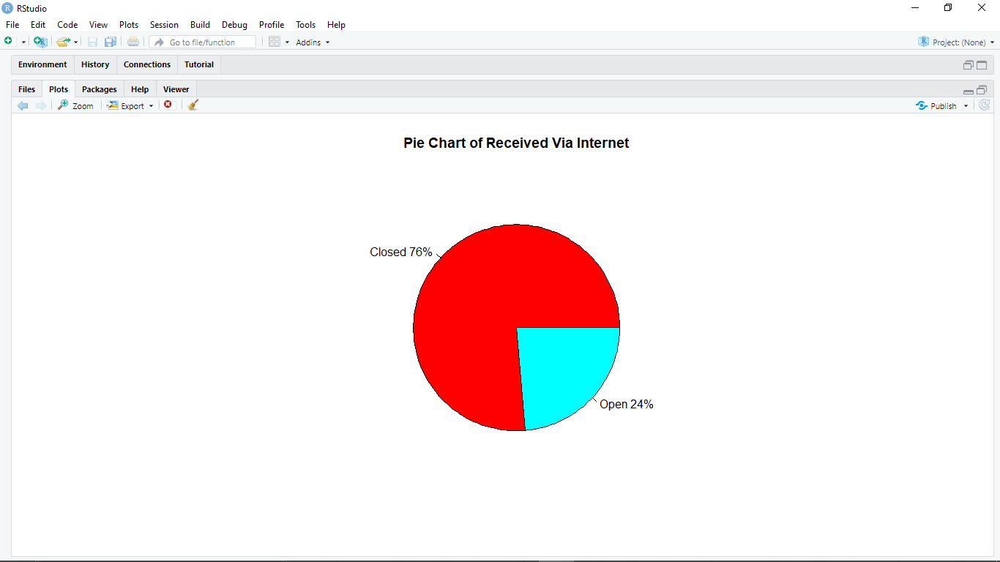 RStudio
File Edit Code View Plots Session Build Debug Profile Tools Help
Go to file/function Addins Project: (None)
Environment History Connections Tutorial
Files Plots Packages Help Viewer
Zoom Export Publish
Pie Chart of Received Via Internet
Closed 76%
Open 24%